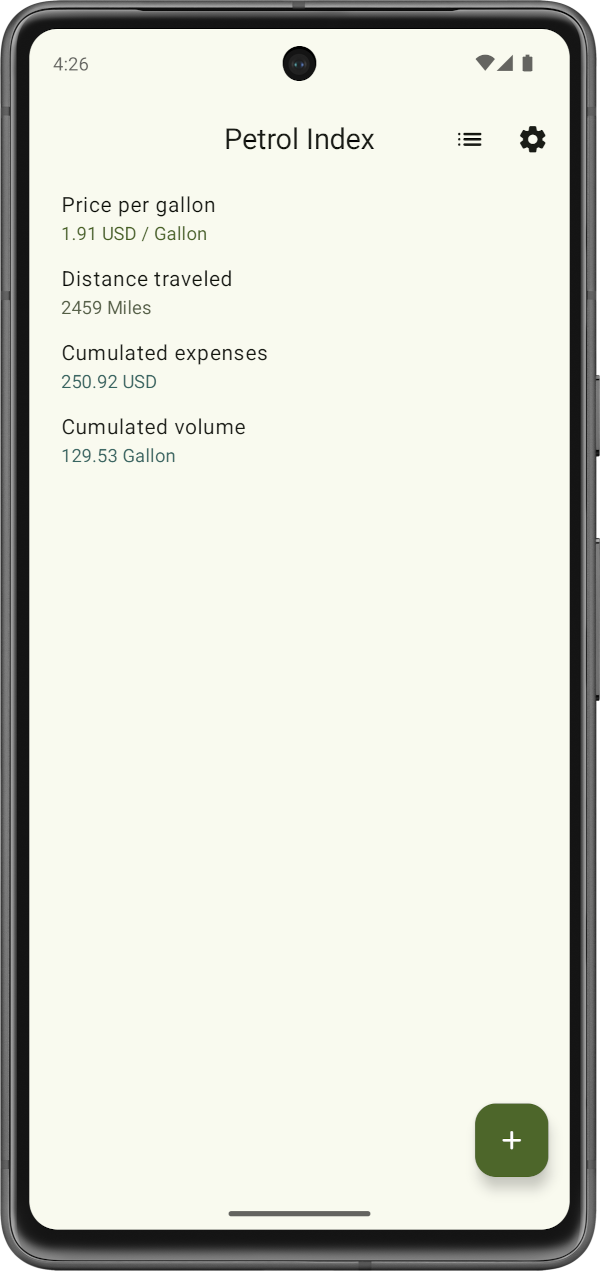 4:26
Petrol Index
Price per gallon
1.91 USD / Gallon
Distance traveled
2459 Miles
Cumulated expenses
250.92 USD
Cumulated volume
129.53 Gallon